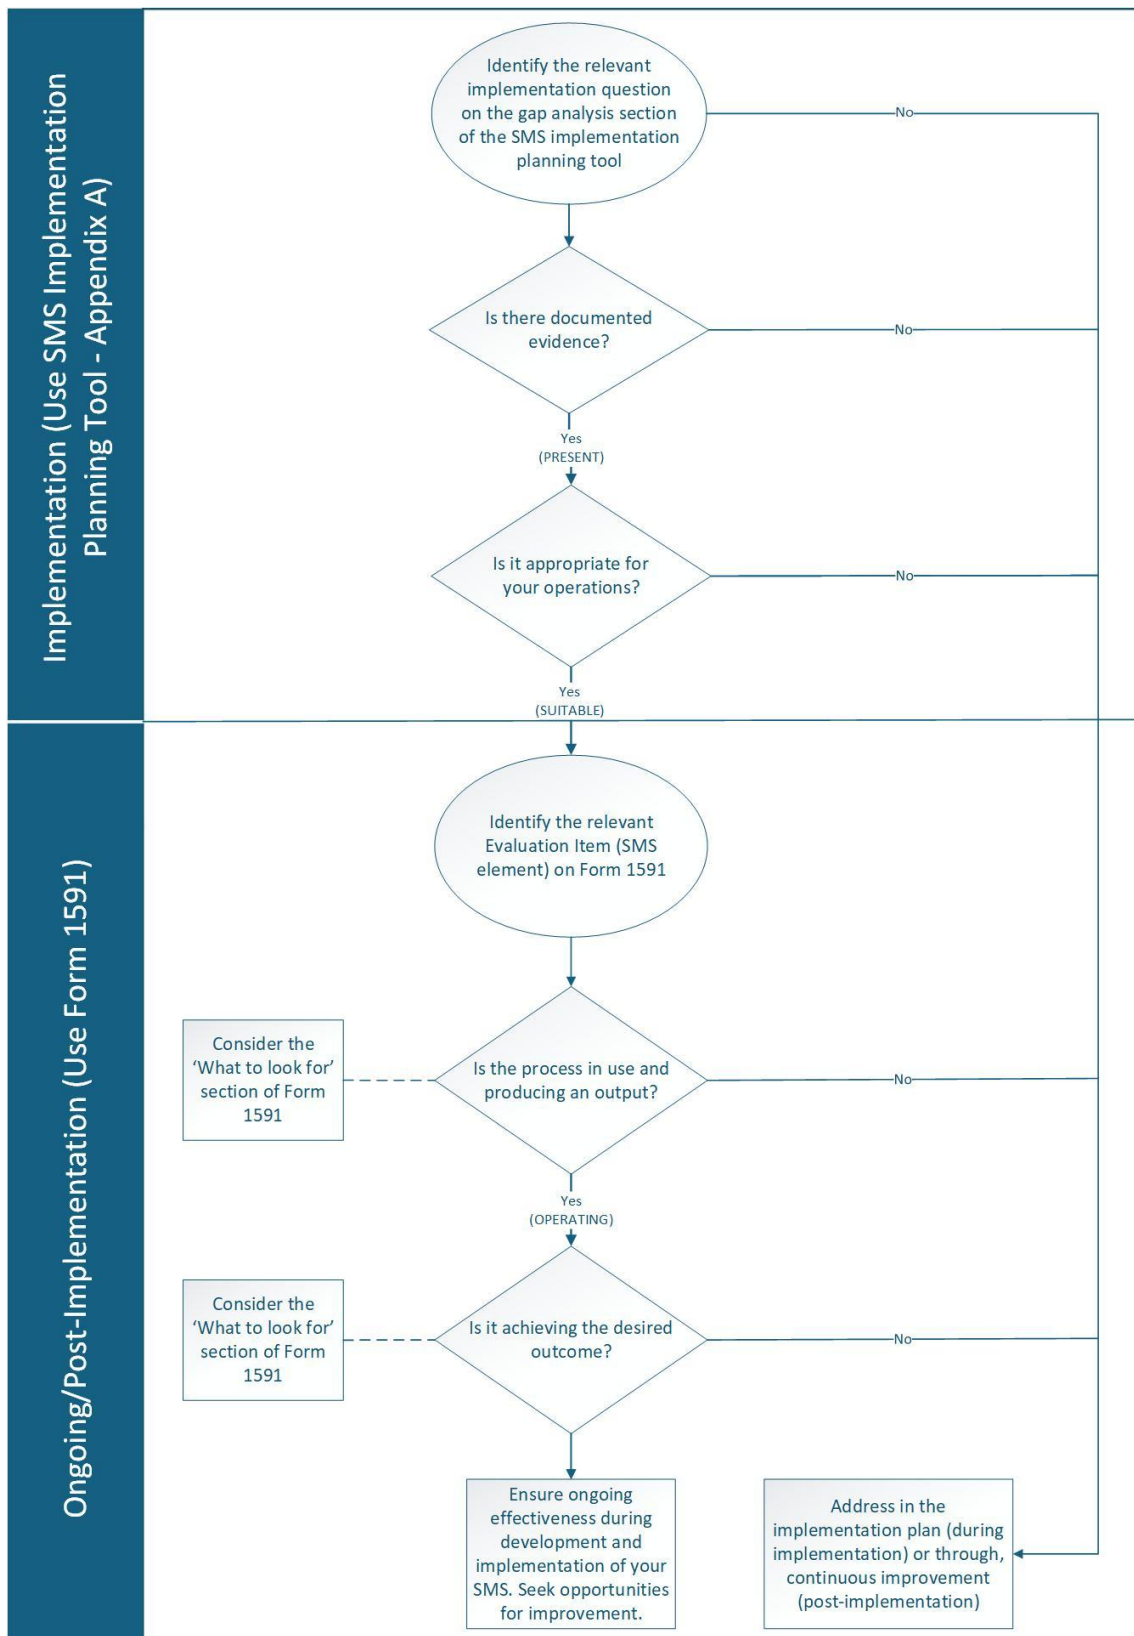 Implementation (Use SMS Implementation
Planning Tool - Appendix A)
Identify the relevant
implementation question
on the gap analysis section
of the SMS implementation
planning tool
No
Is there documented
evidence?
No
Yes
(PRESENT)
Is it appropriate for
your operations?
No
Yes
(SUITABLE)
Ongoing/Post-Implementation (Use Form 1591)
Identify the relevant
Evaluation Item (SMS
element) on Form 1591
Consider the
‘What to look for’
section of Form
1591
Is the process in use and
producing an output?
No
Yes
(OPERATING)
Consider the
‘What to look for’
section of Form
1591
Is it achieving the desired
outcome?
No
Ensure ongoing
effectiveness during
development and
implementation of your
SMS. Seek opportunities
for improvement.
Address in the
implementation plan (during
implementation) or through,
continuous improvement
(post-implementation)